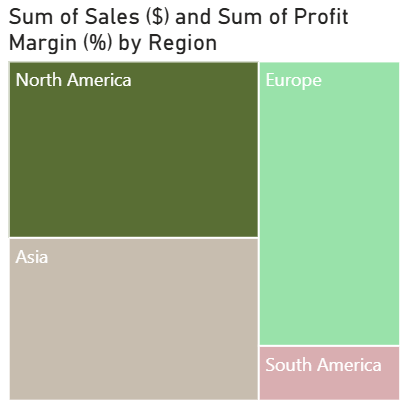 Sum of Sales ($) and Sum of Profit
Margin (%) by Region
North America
Europe
Asia
South America